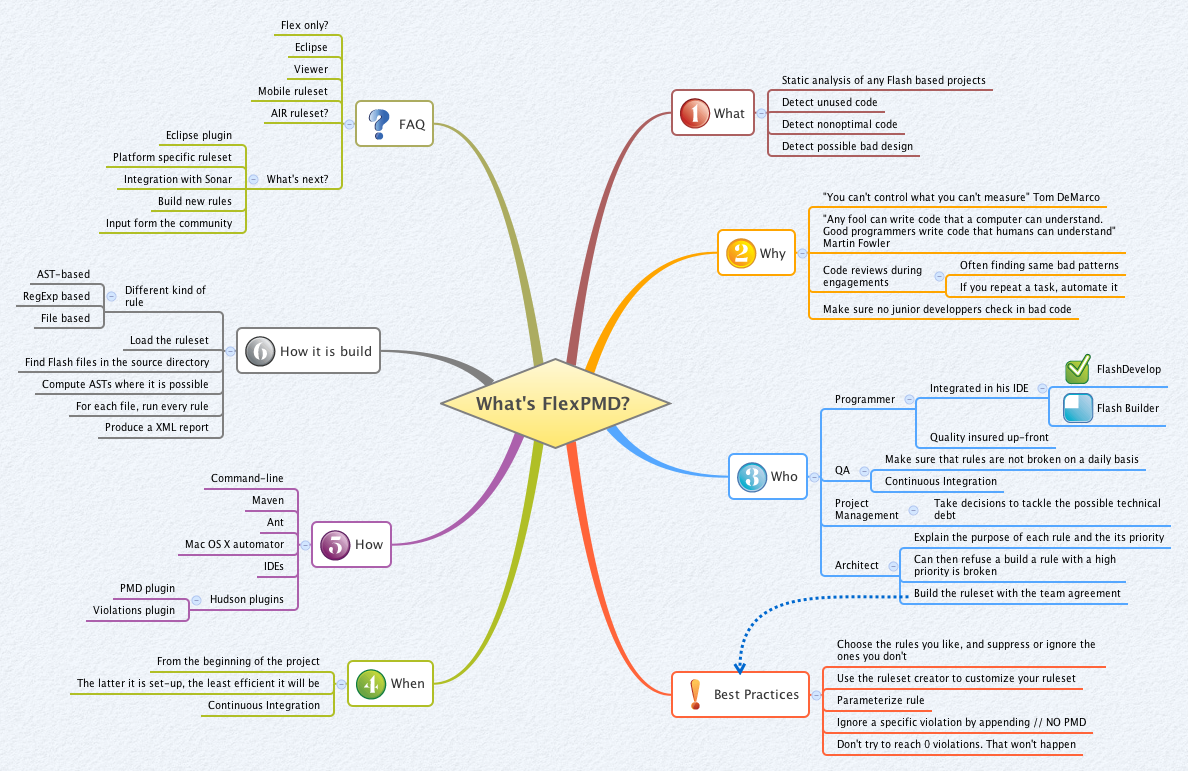 What's FlexPMD?
1 What
Static analysis of any Flash based projects
Detect unused code
Detect nonoptimal code
Detect possible bad design
2 Why
"You can't control what you can't measure" Tom DeMarco
"Any fool can write code that a computer can understand.
Good programmers write code that humans can understand"
Martin Fowler
Code reviews during
engagements
Often finding same bad patterns
If you repeat a task, automate it
Make sure no junior developpers check in bad code
3 Who
Programmer
Integrated in his IDE
FlashDevelop
Flash Builder
Quality insured up-front
QA
Make sure that rules are not broken on a daily basis
Continuous Integration
Project
Management
Take decisions to tackle the possible technical
debt
Architect
Explain the purpose of each rule and the its priority
Can then refuse a build a rule with a high
priority is broken
Build the ruleset with the team agreement
! Best Practices
Choose the rules you like, and suppress or ignore the
ones you don't
Use the ruleset creator to customize your ruleset
Parameterize rule
Ignore a specific violation by appending // NO PMD
Don't try to reach 0 violations. That won't happen
4 When
From the beginning of the project
The latter it is set-up, the least efficient it will be
Continuous Integration
5 How
Command-line
Maven
Ant
Mac OS X automator
IDEs
Hudson plugins
PMD plugin
Violations plugin
6 How it is build
Different kind of
rule
AST-based
RegExp based
File based
Load the ruleset
Find Flash files in the source directory
Compute ASTs where it is possible
For each file, run every rule
Produce a XML report
? FAQ
Flex only?
Eclipse
Viewer
Mobile ruleset
AIR ruleset?
What's next?
Eclipse plugin
Platform specific ruleset
Integration with Sonar
Build new rules
Input form the community